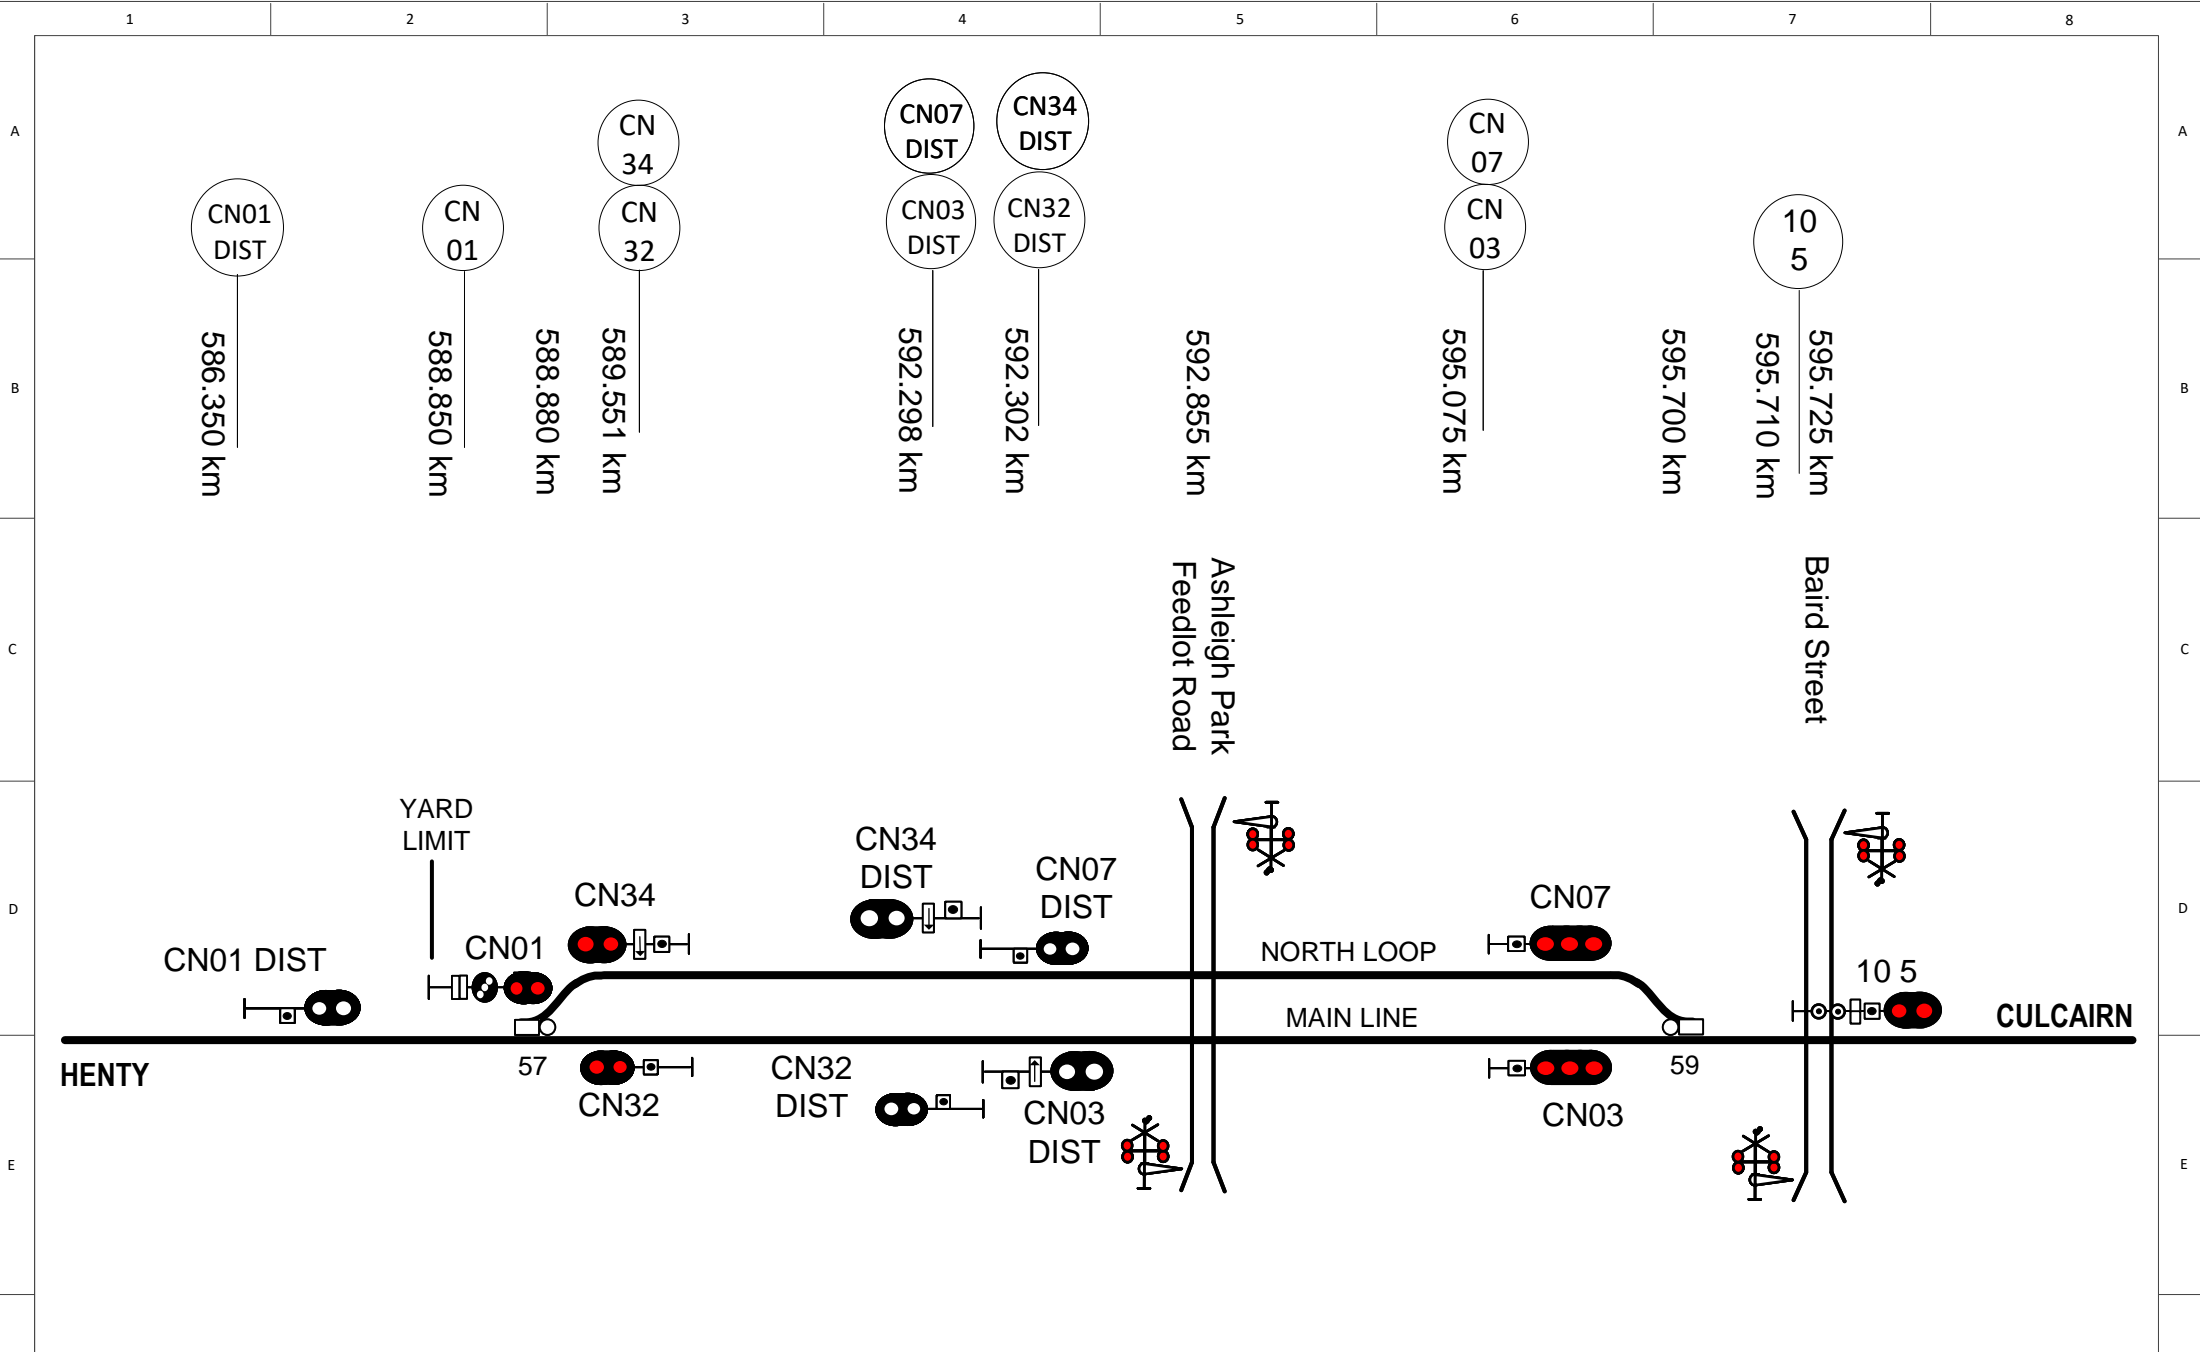 1 2 3 4 5 6 7 8
A A
CN01
DIST
CN
01
CN
34
CN
32
CN07
DIST
CN03
DIST
CN34
DIST
CN32
DIST
CN
07
CN
03
10
5
B B
586.350 km
588.850 km
588.880 km
589.551 km
592.298 km
592.302 km
592.855 km
595.075 km
595.700 km
595.710 km
595.725 km
C C
Ashleigh Park
Feedlot Road
Baird Street
D D
YARD
LIMIT
CN01 DIST
CN01
CN34
CN34
DIST
CN07
DIST
NORTH LOOP
CN07
10 5
MAIN LINE
CULCAIRN
HENTY
57
CN32
CN32
DIST
CN03
DIST
CN03
59
E E